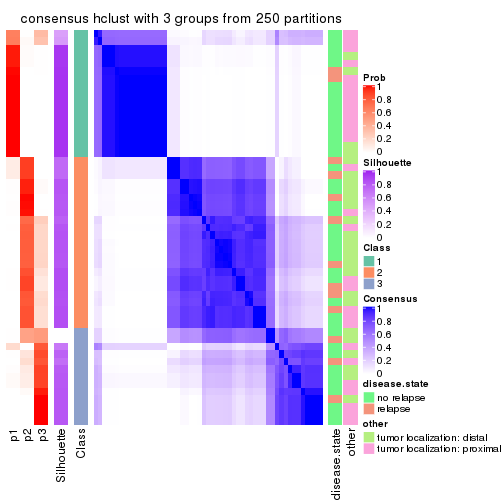 consensus hclust with 3 groups from 250 partitions
Prob
1
0.8
0.6
0.4
0.2
0
Silhouette
1
0.8
0.6
0.4
0.2
0
Class
1
2
3
Consensus
1
0.8
0.6
0.4
0.2
0
disease.state
no relapse
relapse
other
tumor localization: distal
tumor localization: proximal
p1
p2
p3
Silhouette
Class
disease.state
other